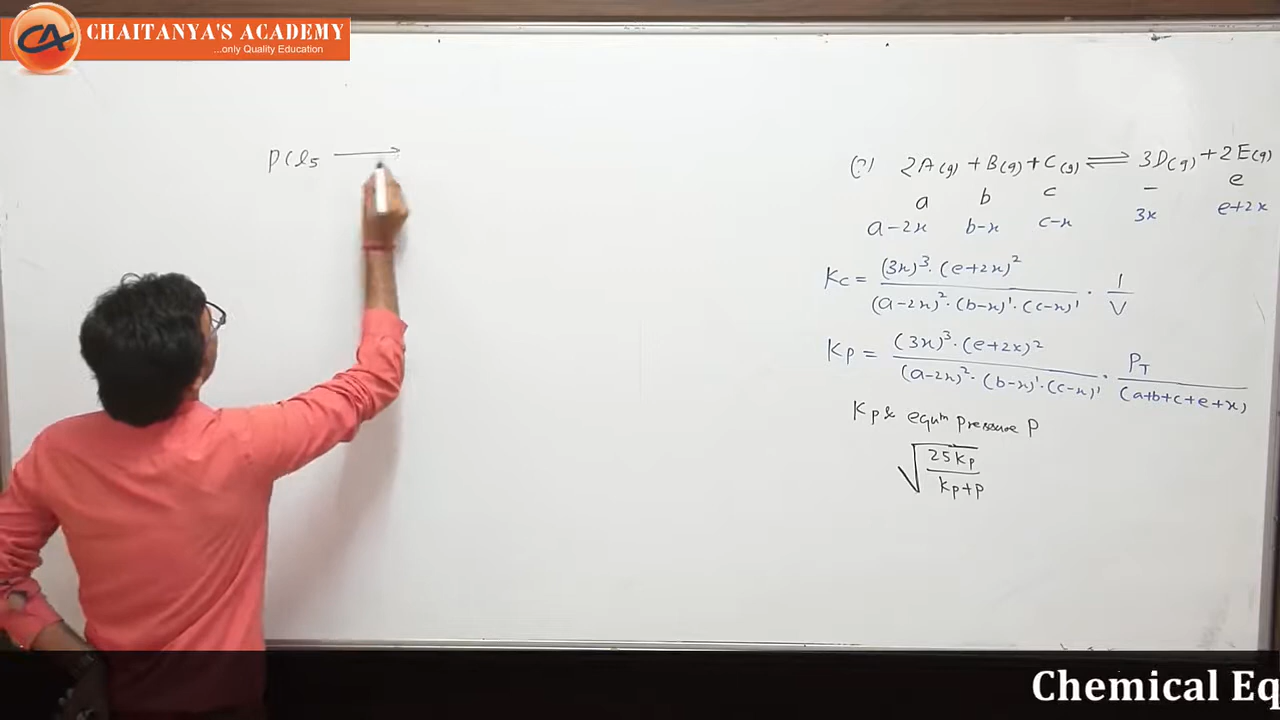 CHAITANYA'S ACADEMY
...only Quality Education
CA
PCl₅ ⟶
(?) 2A(g) + B(g) + C(g) ⇌ 3D(g) + 2E(g)
a b c – e
a-2x b-x c-x 3x e+2x
Kc = (3x)³·(e+2x)² / (a-2x)²·(b-x)¹·(c-x)¹ · 1/V
Kp = (3x)³·(e+2x)² / (a-2x)²·(b-x)¹·(c-x)¹ · PT/(a+b+c+e+x)
Kp & equᵐ pressure P
√(25Kp / Kp+P)
Chemical Eq